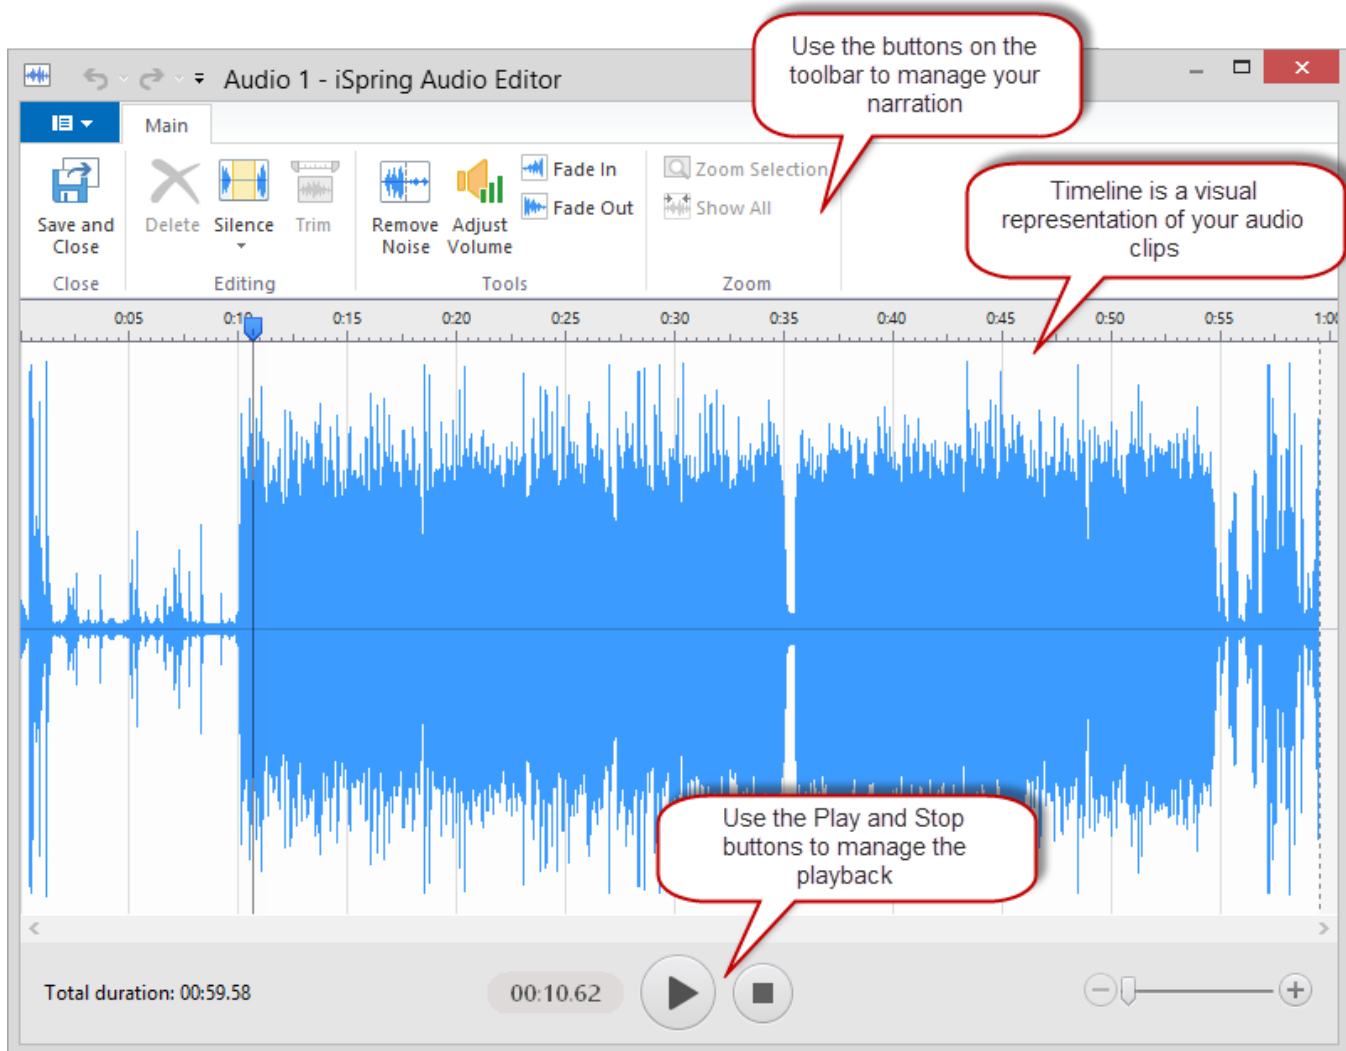 Use the buttons on the
toolbar to manage your
narration
Audio 1 - iSpring Audio Editor
Main
Timeline is a visual
representation of your audio
clips
Save and
Close
Delete
Silence
Trim
Remove
Noise
Adjust
Volume
Fade In
Fade Out
Zoom Selection
Show All
Close
Editing
Tools
Zoom
0:05 0:10 0:15 0:20 0:25 0:30 0:35 0:40 0:45 0:50 0:55 1:00
Use the Play and Stop
buttons to manage the
playback
Total duration: 00:59.58
00:10.62